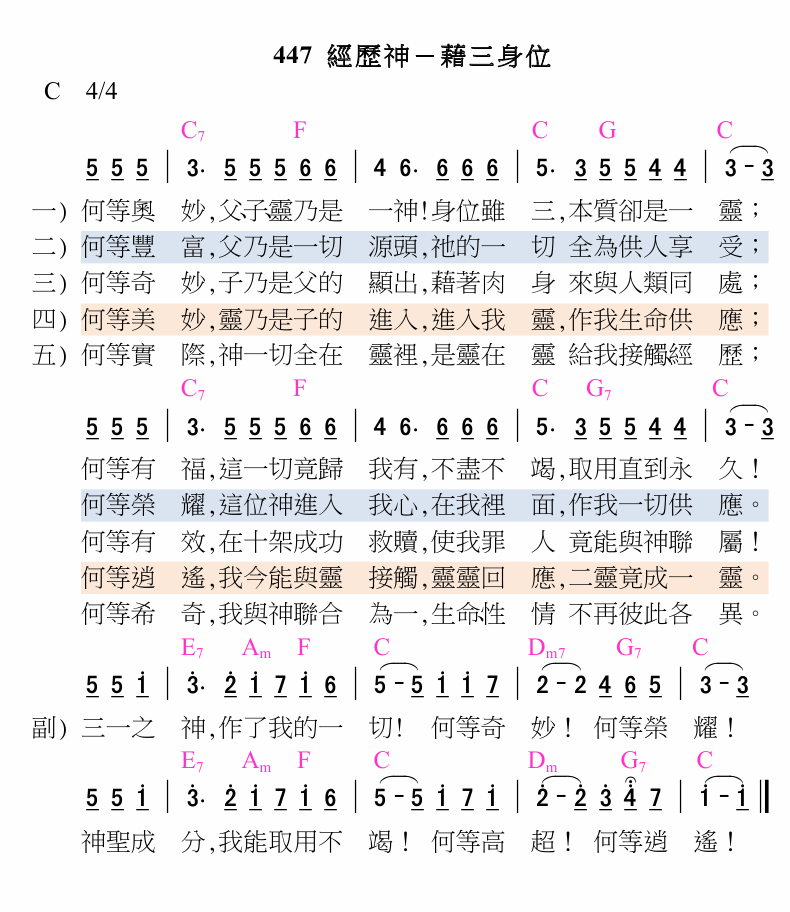 447 經歷神－藉三身位
C 4/4
C7 F C G C
5 5 5 | 3· 5 5 5 6 6 | 4 6· 6 6 6 | 5· 3 5 5 4 4 | 3 - 3
一) 何等奧 妙,父、子、靈乃是 一神!身位雖 三,本質卻是一 靈；
二) 何等豐 富,父乃是一切 源頭,祂的一 切 全為供人享 受；
三) 何等奇 妙,子乃是父的 顯出,藉著肉 身 來與人類同 處；
四) 何等美 妙,靈乃是子的 進入,進入我 靈,作我生命供 應；
五) 何等實 際,神一切全在 靈裡,是靈在 靈 給我接觸、經 歷；
C7 F C G7 C
5 5 5 | 3· 5 5 5 6 6 | 4 6· 6 6 6 | 5· 3 5 5 4 4 | 3 - 3
何等有 福,這一切竟歸 我有,不盡不 竭,取用直到永 久！
何等榮 耀,這位神進入 我心,在我裡 面,作我一切供 應。
何等有 效,在十架成功 救贖,使我罪 人 竟能與神聯 屬！
何等逍 遙,我今能與靈 接觸,靈靈回 應,二靈竟成一 靈。
何等希 奇,我與神聯合 為一,生命、性 情 不再彼此各 異。
E7 Am F C Dm7 G7 C
5 5 i | 3̇· 2̇ i 7 i 6 | 5 - 5 i i 7 | 2 - 2 4 6 5 | 3 - 3
副) 三一之 神,作了我的一 切! 何等奇 妙！ 何等榮 耀！
E7 Am F C Dm G7 C
5 5 i | 3̇· 2̇ i 7 i 6 | 5 - 5 i 7 i | 2̇ - 2̇ 3̇ 4̇ 7 | i - i ‖
神聖成 分,我能取用不 竭！ 何等高 超！ 何等逍 遙！